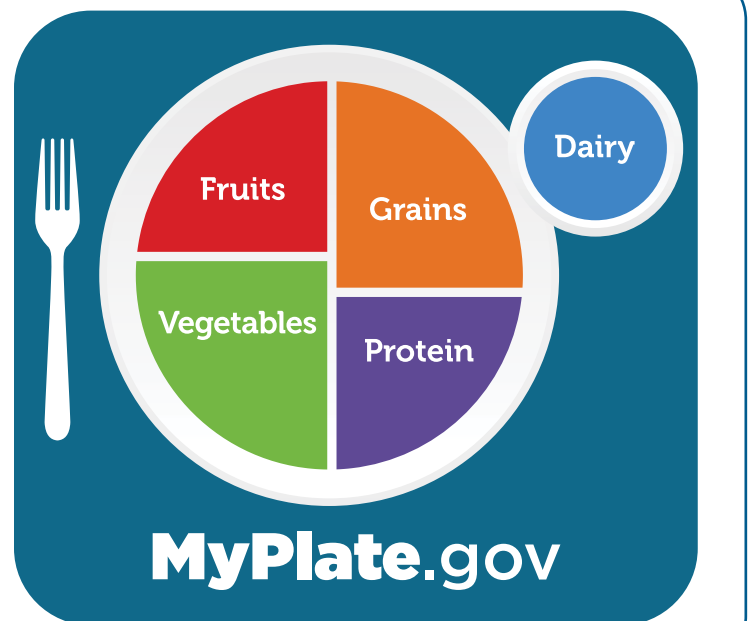 Fruits
Grains
Dairy
Vegetables
Protein
MyPlate.gov